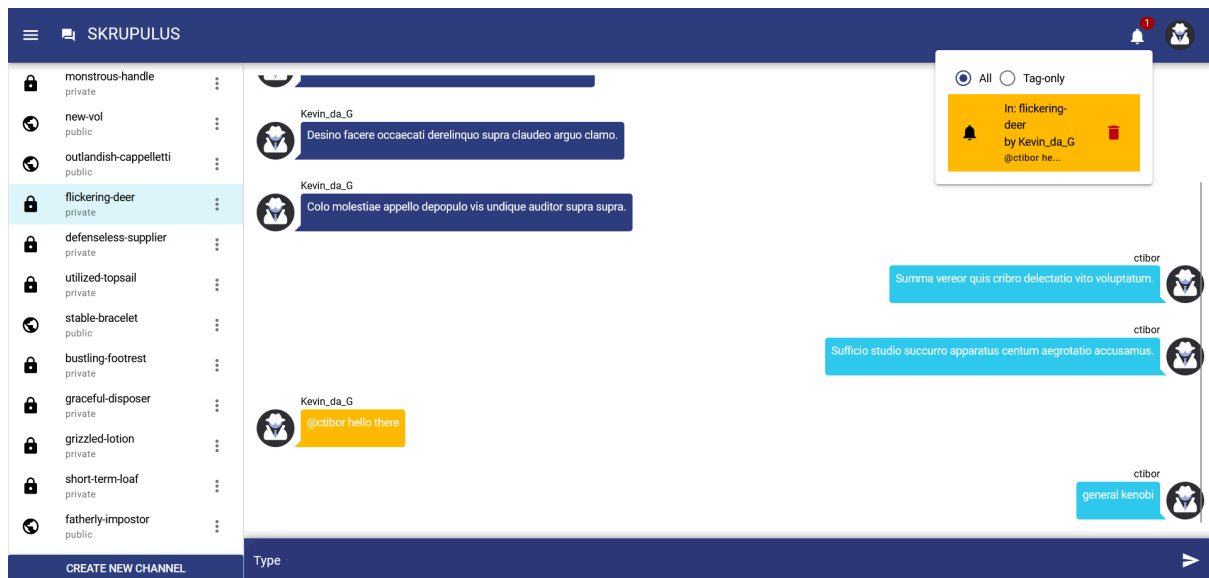 SKRUPULUS
1
monstrous-handle
private
new-vol
public
outlandish-cappelletti
public
flickering-deer
private
defenseless-supplier
private
utilized-topsail
private
stable-bracelet
public
bustling-footrest
private
graceful-disposer
private
grizzled-lotion
private
short-term-loaf
private
fatherly-impostor
public
CREATE NEW CHANNEL
Kevin_da_G
Desino facere occaecati derelinquo supra claudeo arguo clamo.
Kevin_da_G
Colo molestiae appello depopulo vis undique auditor supra supra.
ctibor
Summa vereor quis cribro delectatio vito voluptatum.
ctibor
Sufficio studio succurro apparatus centum aegrotatio accusamus.
Kevin_da_G
@ctibor hello there
ctibor
general kenobi
Type
All Tag-only
In: flickering-
deer
by Kevin_da_G
@ctibor he...